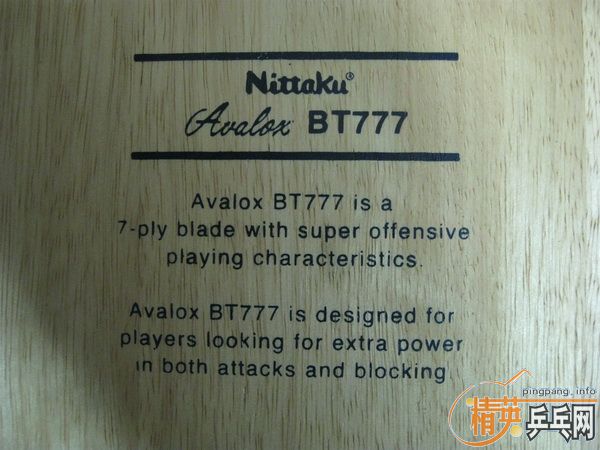 Nittaku®
Avalox BT777
Avalox BT777 is a
7-ply blade with super offensive
playing characteristics.
Avalox BT777 is designed for
players looking for extra power
in both attacks and blocking
pingpang.info
精英乒乓网